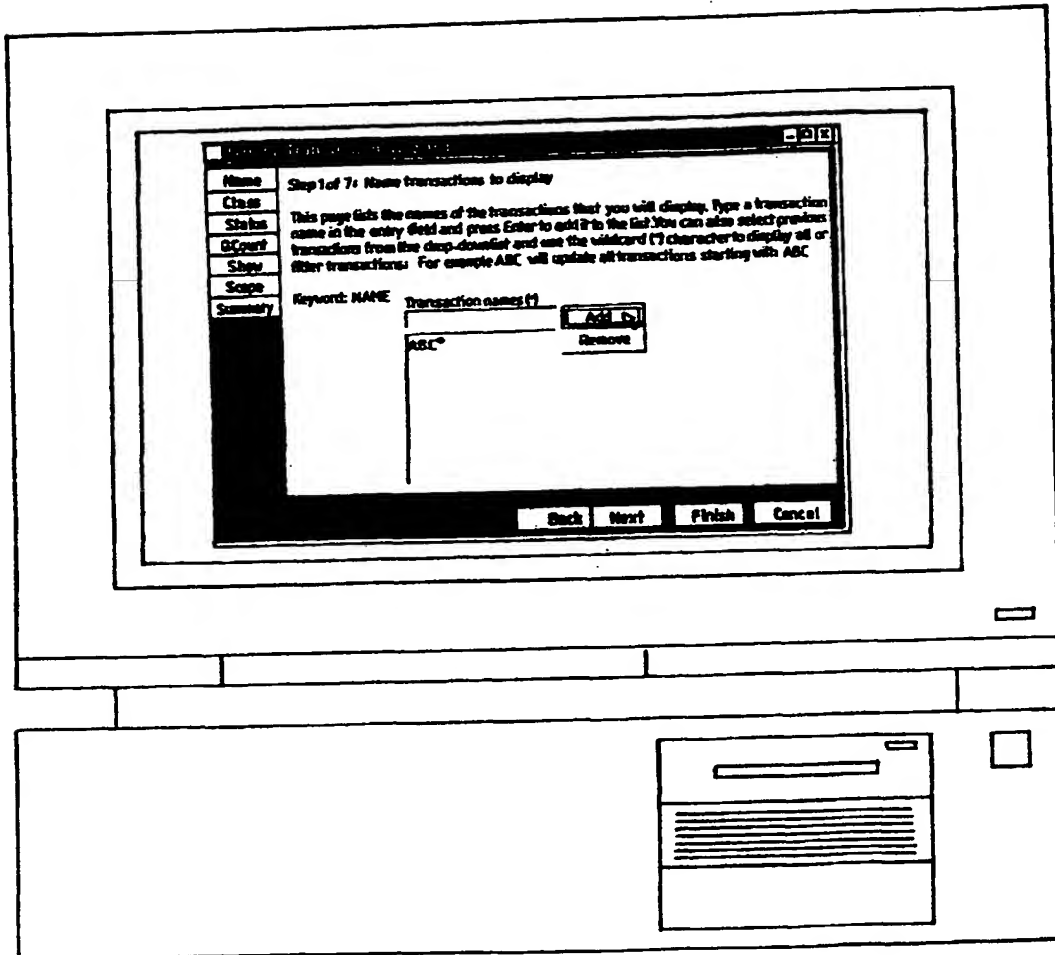 Name
Class
Status
QCount
Show
Scope
Summary
Step 1 of 7: Name transactions to display
This page lists the names of the transactions that you will display. Type a transaction
name in the entry field and press Enter to add it to the list. You can also select previous
transactions from the drop-downlist and use the wildcard (*) character to display all or
filter transactions: For example ABC will update all transactions starting with ABC
Keyword: NAME
Transaction names (*)
Add
ABC*
Remove
Back Next Finish Cancel